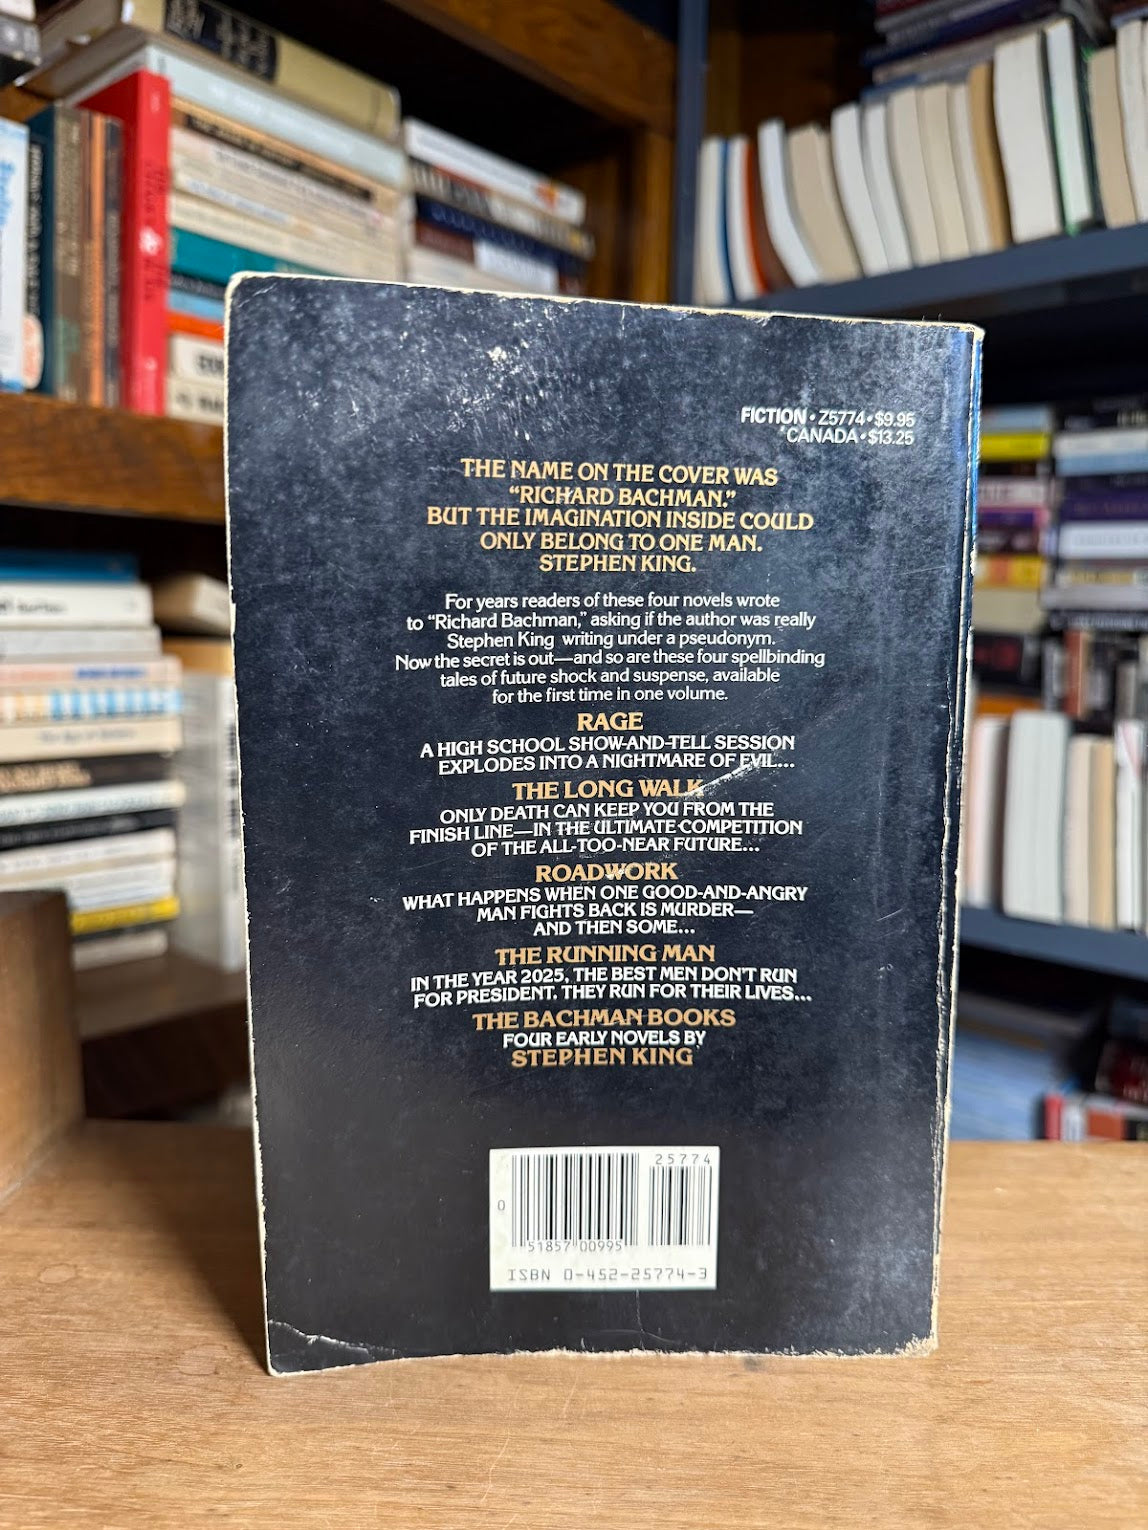 FICTION • Z5774 • $9.95
CANADA • $13.25
THE NAME ON THE COVER WAS
“RICHARD BACHMAN.”
BUT THE IMAGINATION INSIDE COULD
ONLY BELONG TO ONE MAN.
STEPHEN KING.
For years readers of these four novels wrote
to “Richard Bachman,” asking if the author was really
Stephen King writing under a pseudonym.
Now the secret is out—and so are these four spellbinding
tales of future shock and suspense, available
for the first time in one volume.
RAGE
A HIGH SCHOOL SHOW-AND-TELL SESSION
EXPLODES INTO A NIGHTMARE OF EVIL...
THE LONG WALK
ONLY DEATH CAN KEEP YOU FROM THE
FINISH LINE—IN THE ULTIMATE COMPETITION
OF THE ALL-TOO-NEAR FUTURE...
ROADWORK
WHAT HAPPENS WHEN ONE GOOD-AND-ANGRY
MAN FIGHTS BACK IS MURDER—
AND THEN SOME...
THE RUNNING MAN
IN THE YEAR 2025, THE BEST MEN DON'T RUN
FOR PRESIDENT. THEY RUN FOR THEIR LIVES...
THE BACHMAN BOOKS
FOUR EARLY NOVELS BY
STEPHEN KING
25774
0
51857 00995
ISBN 0-452-25774-3